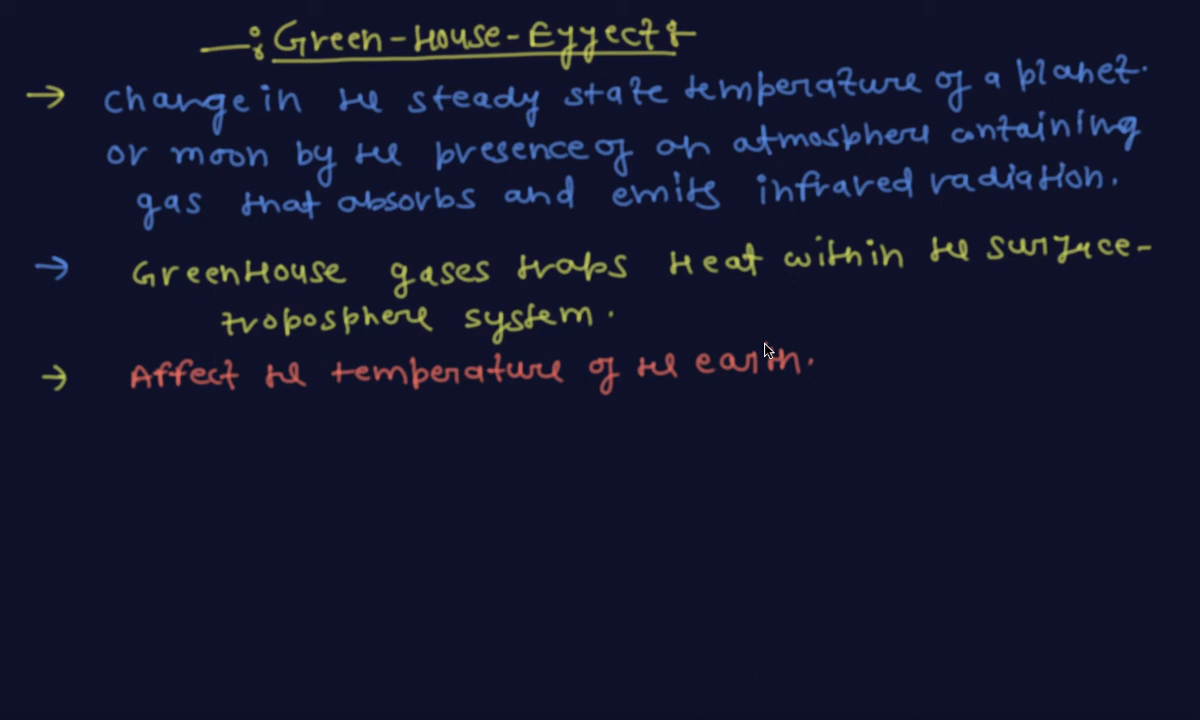 —: Green-House-Effect :-
→ change in the steady state temperature of a planet.
or moon by the presence of an atmosphere containing
gas that absorbs and emits infrared radiation.
→ GreenHouse gases traps Heat within the surface-
troposphere system.
→ Affect the temperature of the earth.